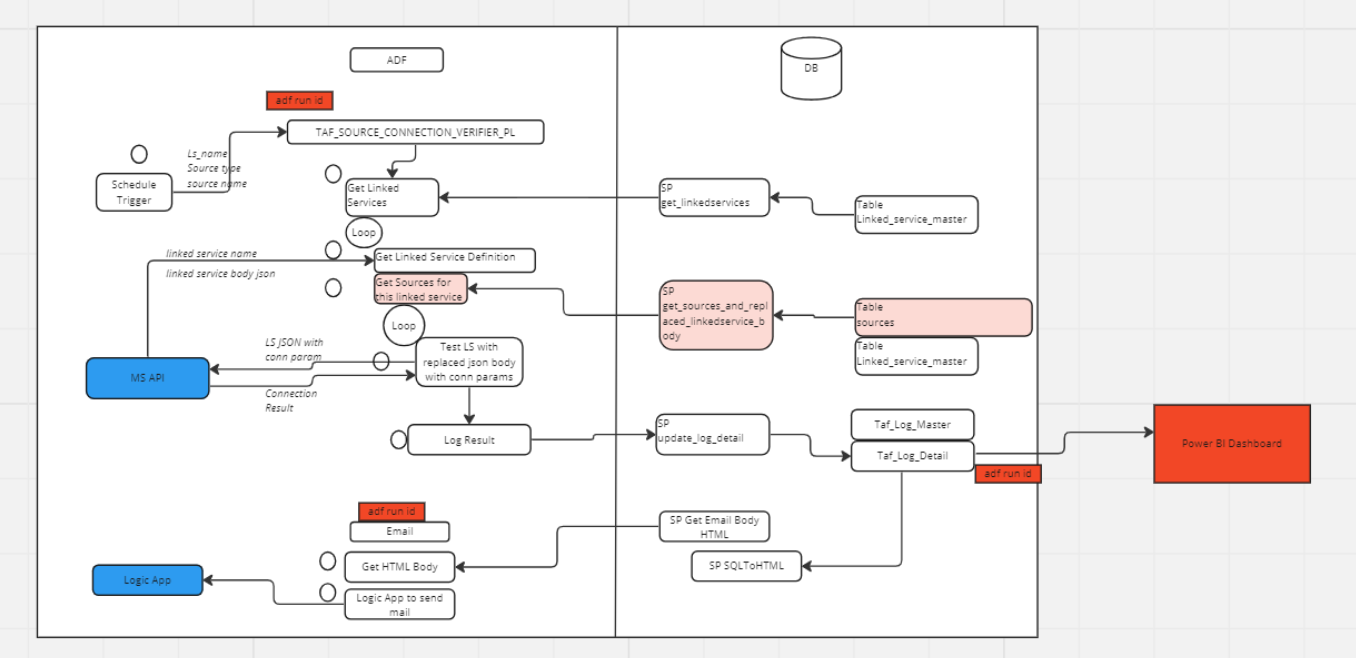 ADF
DB
adf run id
TAF_SOURCE_CONNECTION_VERIFIER_PL
Ls_name
Source type
source name
Schedule
Trigger
Get Linked
Services
SP
get_linkedservices
Table
Linked_service_master
Loop
linked service name
linked service body json
Get Linked Service Definition
Get Sources for
this linked service
SP
get_sources_and_repl
aced_linkedservice_b
ody
Table
sources
Table
Linked_service_master
Loop
LS JSON with
conn param
Test LS with
replaced json body
with conn params
MS API
Connection
Result
Log Result
SP
update_log_detail
Taf_Log_Master
Taf_Log_Detail
adf run id
Power BI Dashboard
adf run id
Email
SP Get Email Body
HTML
Get HTML Body
SP SQLToHTML
Logic App
Logic App to send
mail